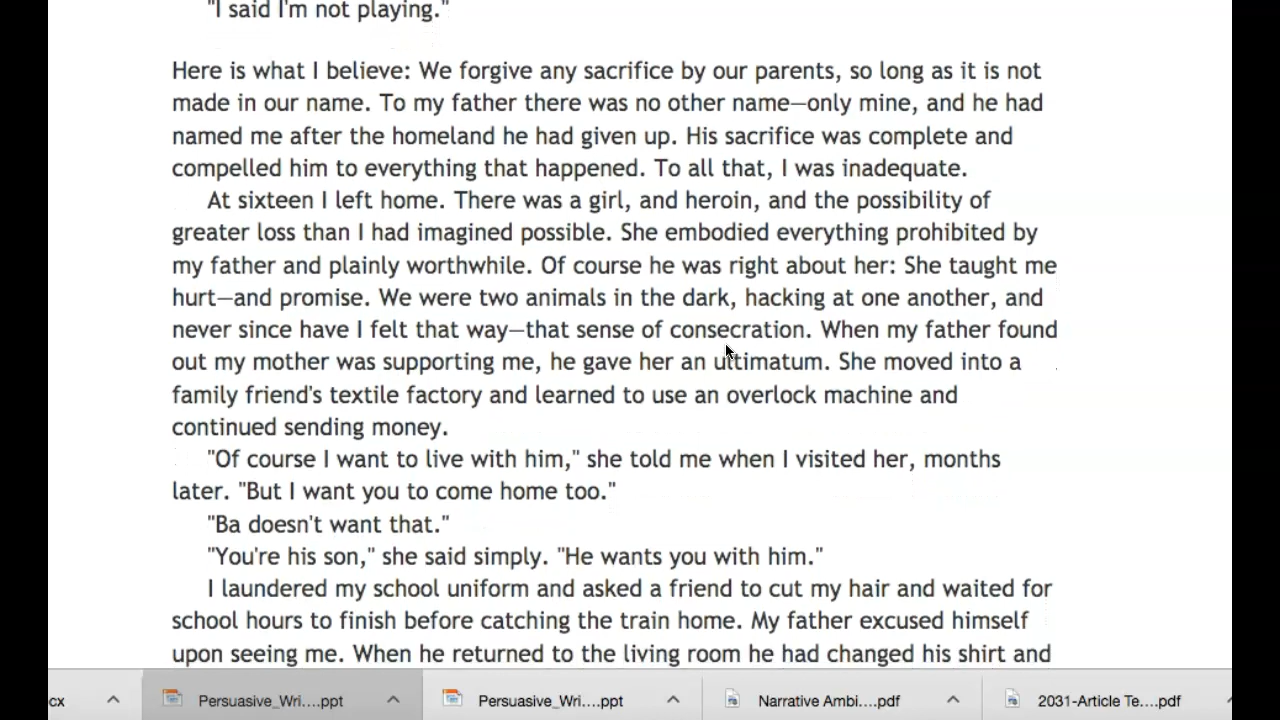 "I said I'm not playing."
Here is what I believe: We forgive any sacrifice by our parents, so long as it is not
made in our name. To my father there was no other name—only mine, and he had
named me after the homeland he had given up. His sacrifice was complete and
compelled him to everything that happened. To all that, I was inadequate.
At sixteen I left home. There was a girl, and heroin, and the possibility of
greater loss than I had imagined possible. She embodied everything prohibited by
my father and plainly worthwhile. Of course he was right about her: She taught me
hurt—and promise. We were two animals in the dark, hacking at one another, and
never since have I felt that way—that sense of consecration. When my father found
out my mother was supporting me, he gave her an ultimatum. She moved into a
family friend's textile factory and learned to use an overlock machine and
continued sending money.
"Of course I want to live with him," she told me when I visited her, months
later. "But I want you to come home too."
"Ba doesn't want that."
"You're his son," she said simply. "He wants you with him."
I laundered my school uniform and asked a friend to cut my hair and waited for
school hours to finish before catching the train home. My father excused himself
upon seeing me. When he returned to the living room he had changed his shirt and
cx Persuasive_Wri....ppt Persuasive_Wri....ppt Narrative Ambi....pdf 2031-Article Te....pdf